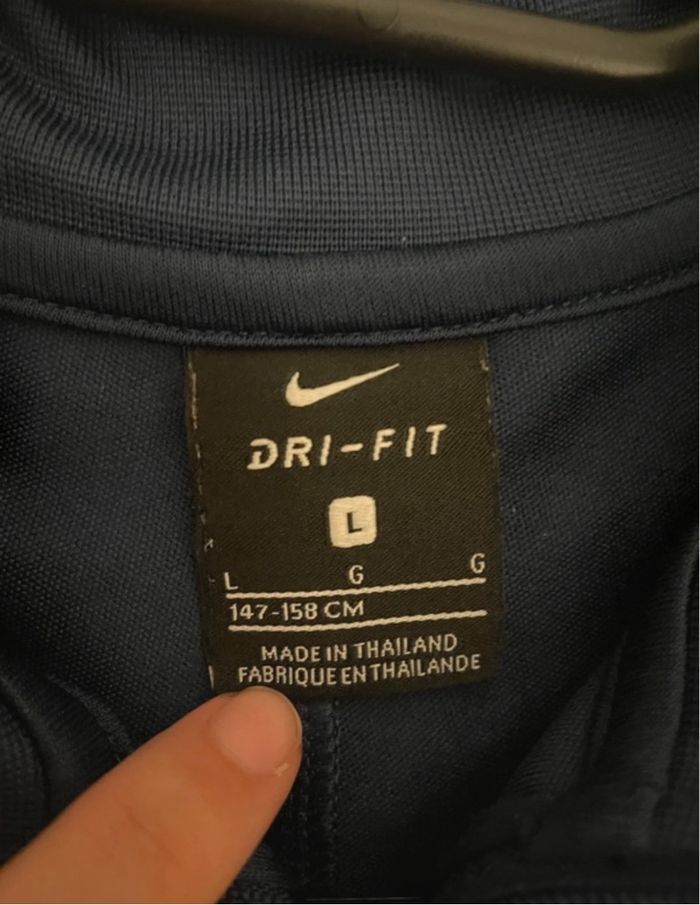 DRI-FIT
L
L G G
147-158 CM
MADE IN THAILAND
FABRIQUE EN THAILANDE